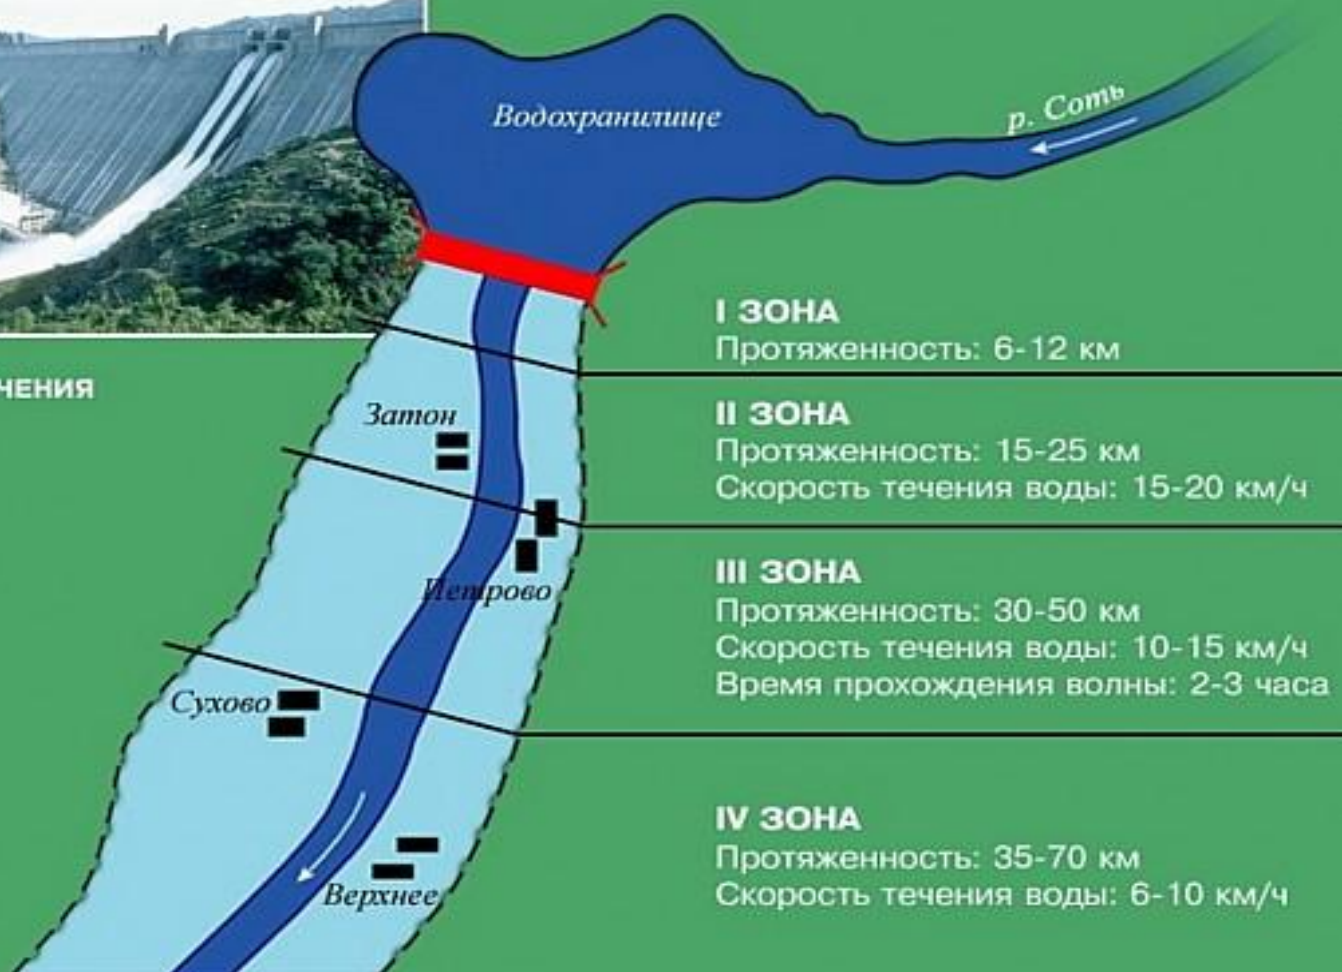 Водохранилище
р. Соть
I ЗОНА
Протяженность: 6-12 км
ЧЕНИЯ
Затон
II ЗОНА
Протяженность: 15-25 км
Скорость течения воды: 15-20 км/ч
Петрово
III ЗОНА
Протяженность: 30-50 км
Скорость течения воды: 10-15 км/ч
Время прохождения волны: 2-3 часа
Сухово
IV ЗОНА
Протяженность: 35-70 км
Скорость течения воды: 6-10 км/ч
Верхнее